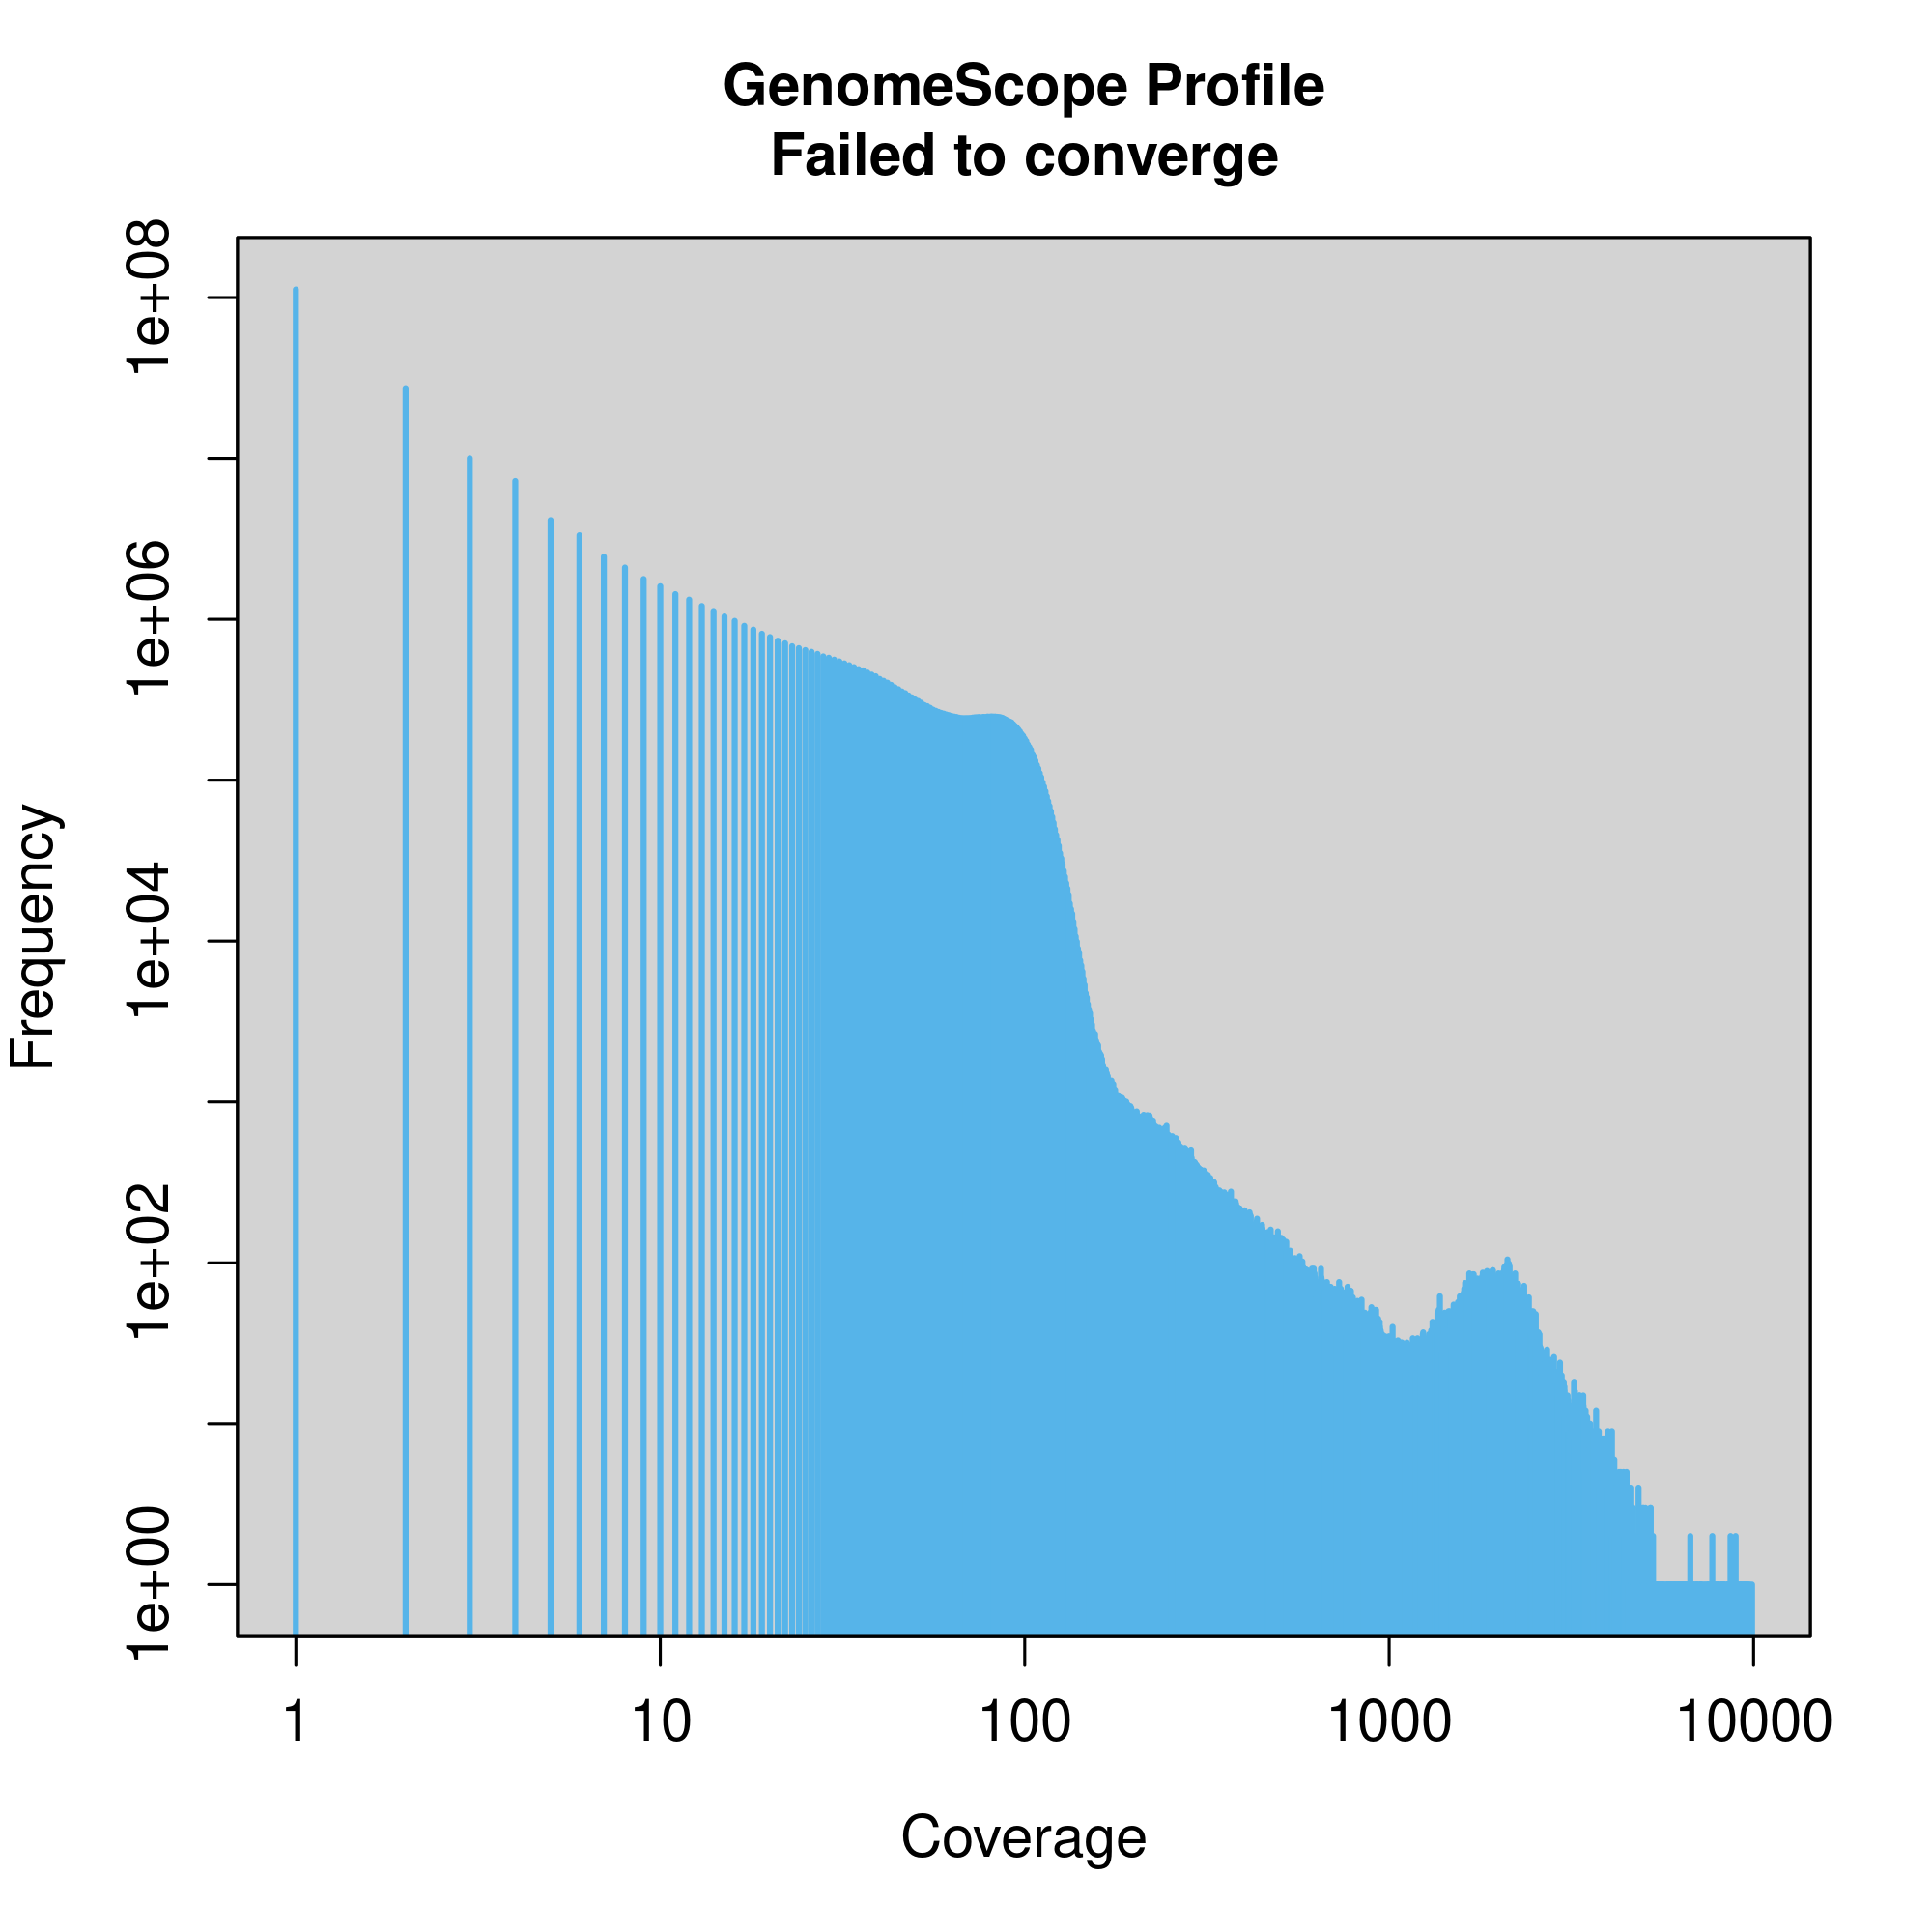 GenomeScope Profile
Failed to converge
1e+08
1e+06
1e+04
1e+02
1e+00
Frequency
1
10
100
1000
10000
Coverage